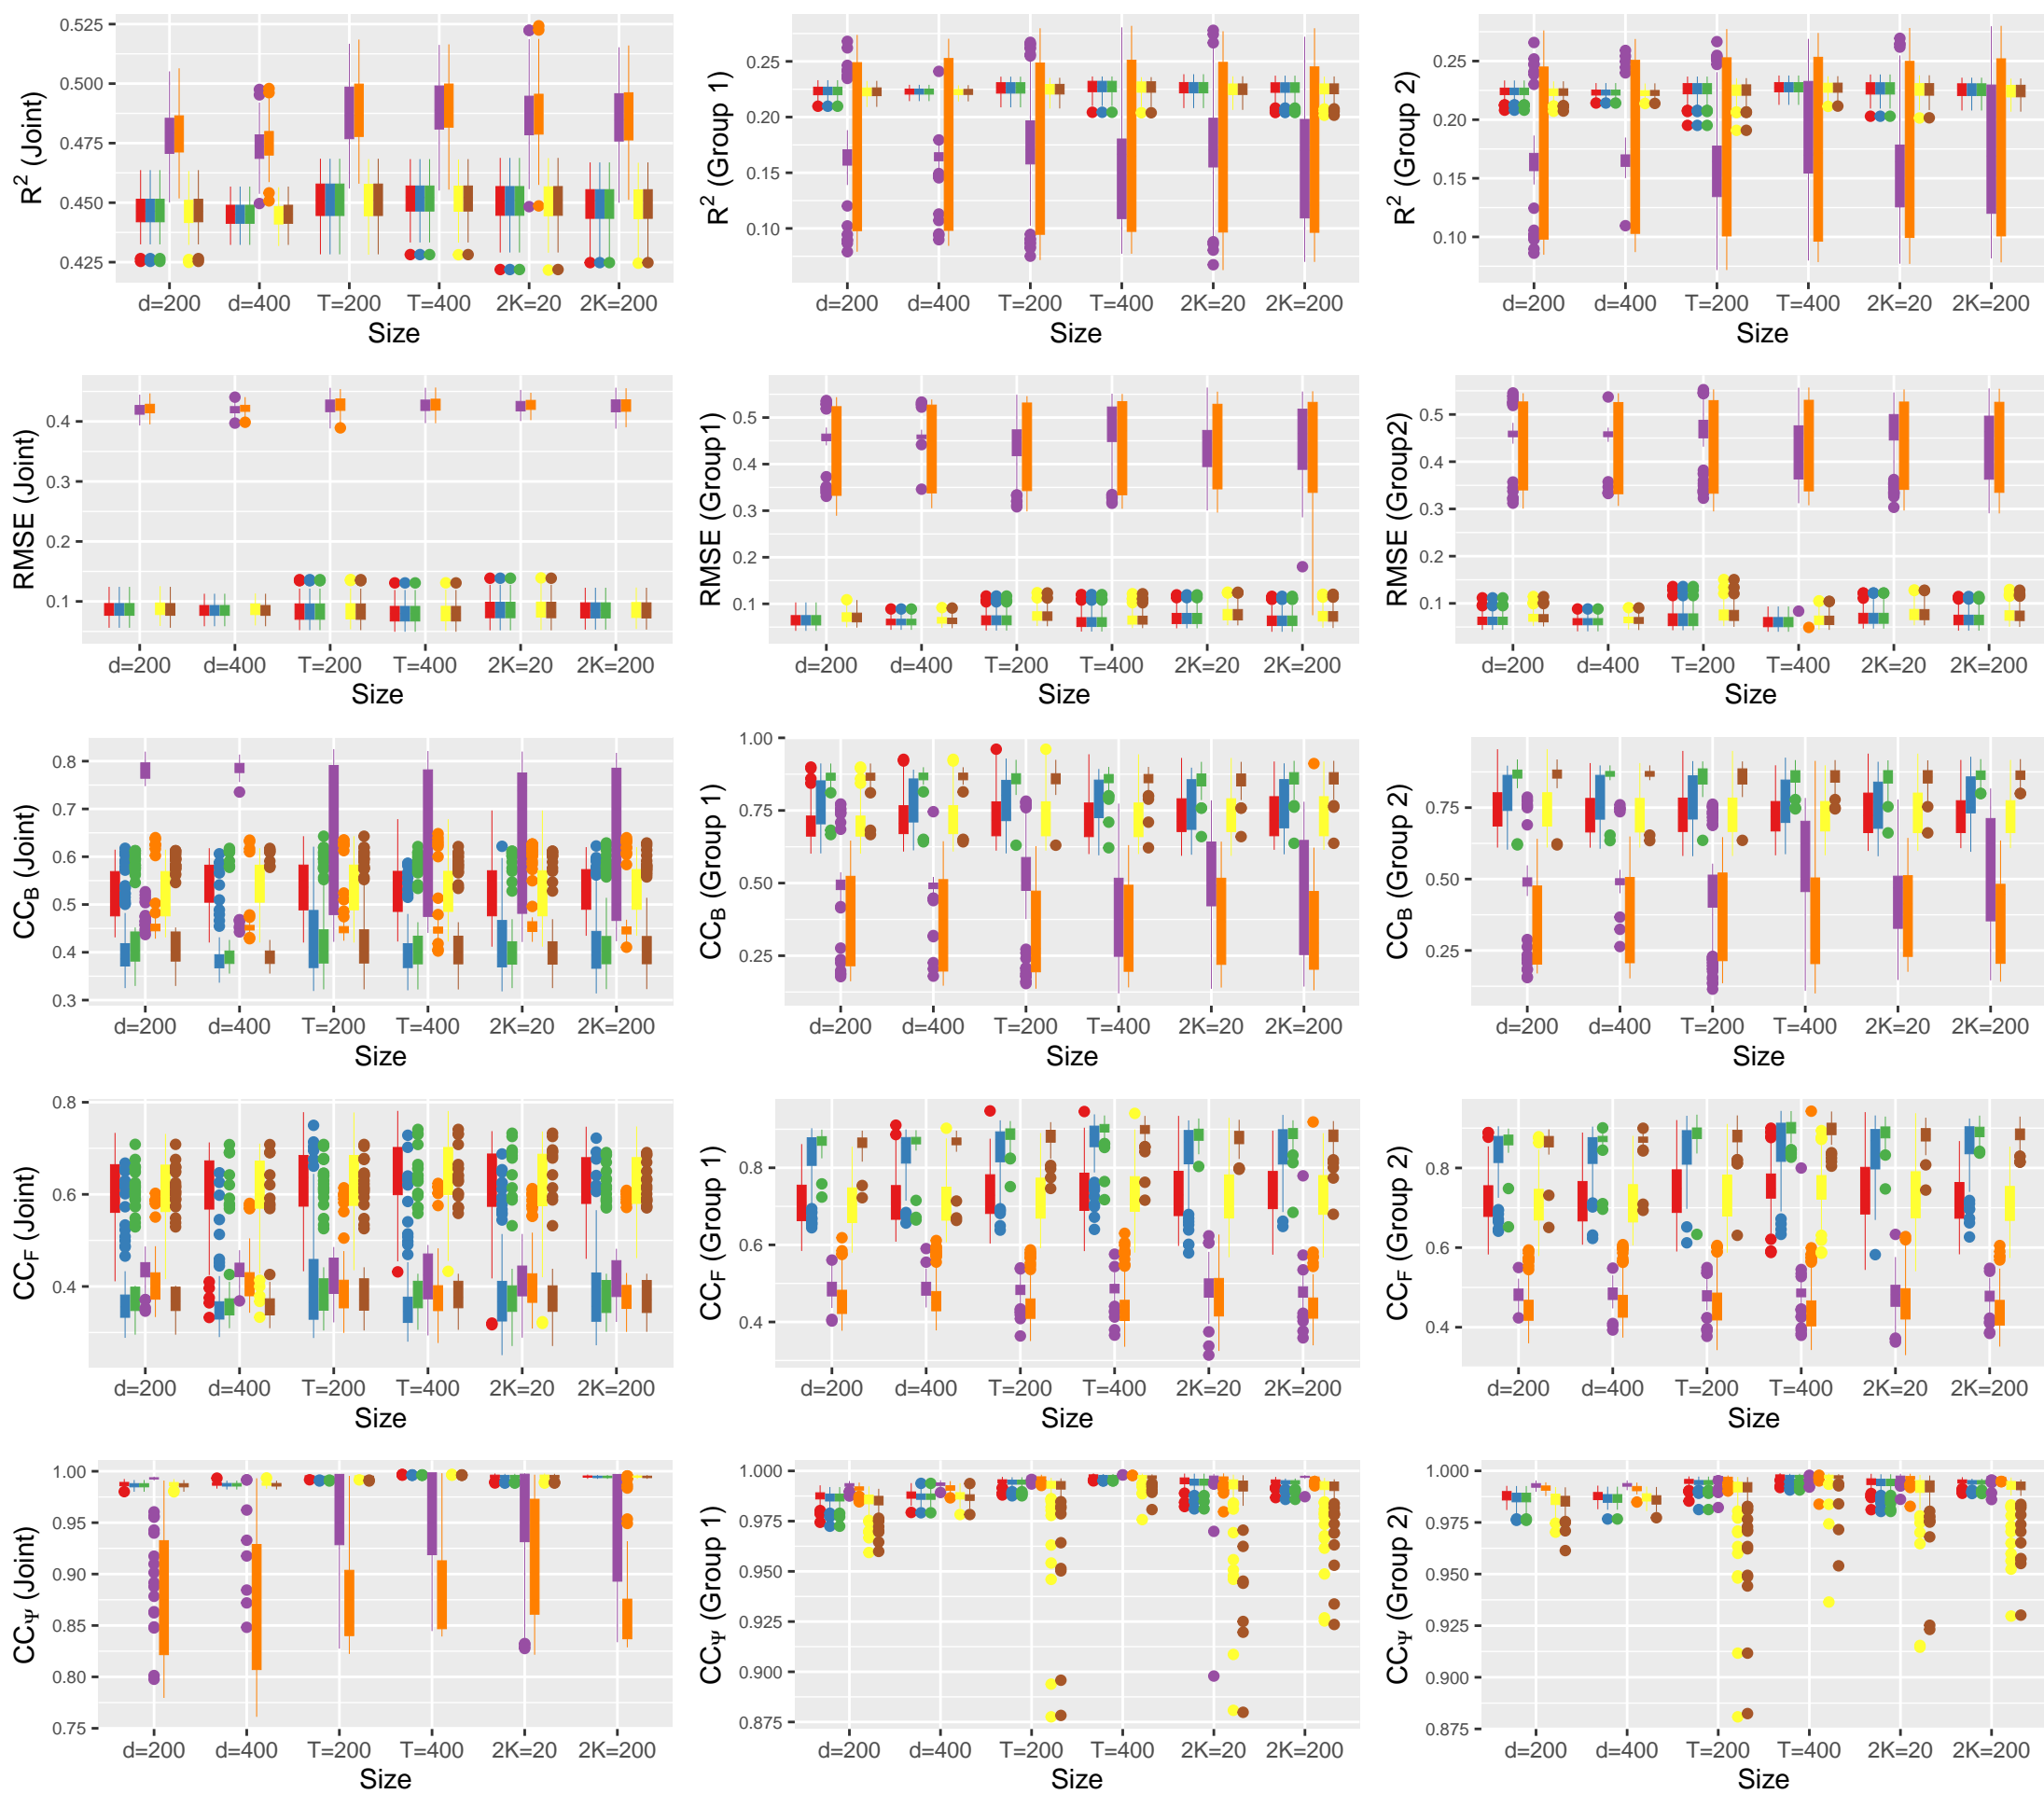 R² (Joint)
0.525
0.500
0.475
0.450
0.425
d=200 d=400 T=200 T=400 2K=20 2K=200
Size
R² (Group 1)
0.25
0.20
0.15
0.10
d=200 d=400 T=200 T=400 2K=20 2K=200
Size
R² (Group 2)
0.25
0.20
0.15
0.10
d=200 d=400 T=200 T=400 2K=20 2K=200
Size
RMSE (Joint)
0.4
0.3
0.2
0.1
d=200 d=400 T=200 T=400 2K=20 2K=200
Size
RMSE (Group1)
0.5
0.4
0.3
0.2
0.1
d=200 d=400 T=200 T=400 2K=20 2K=200
Size
RMSE (Group2)
0.5
0.4
0.3
0.2
0.1
d=200 d=400 T=200 T=400 2K=20 2K=200
Size
CC_B (Joint)
0.8
0.7
0.6
0.5
0.4
0.3
d=200 d=400 T=200 T=400 2K=20 2K=200
Size
CC_B (Group 1)
1.00
0.75
0.50
0.25
d=200 d=400 T=200 T=400 2K=20 2K=200
Size
CC_B (Group 2)
0.75
0.50
0.25
d=200 d=400 T=200 T=400 2K=20 2K=200
Size
CC_F (Joint)
0.8
0.6
0.4
d=200 d=400 T=200 T=400 2K=20 2K=200
Size
CC_F (Group 1)
0.8
0.6
0.4
d=200 d=400 T=200 T=400 2K=20 2K=200
Size
CC_F (Group 2)
0.8
0.6
0.4
d=200 d=400 T=200 T=400 2K=20 2K=200
Size
CC_Ψ (Joint)
1.00
0.95
0.90
0.85
0.80
0.75
d=200 d=400 T=200 T=400 2K=20 2K=200
Size
CC_Ψ (Group 1)
1.000
0.975
0.950
0.925
0.900
0.875
d=200 d=400 T=200 T=400 2K=20 2K=200
Size
CC_Ψ (Group 2)
1.000
0.975
0.950
0.925
0.900
0.875
d=200 d=400 T=200 T=400 2K=20 2K=200
Size